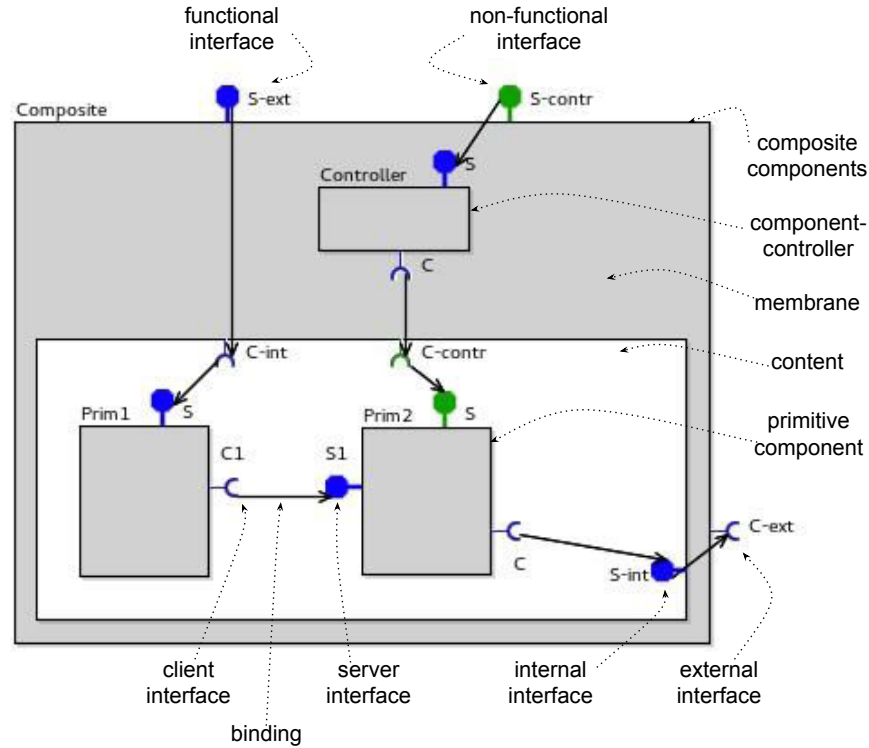 functional
interface
non-functional
interface
S-ext
S-contr
Composite
composite
components
S
Controller
component-
controller
C
membrane
C-int
C-contr
content
S
Prim1
Prim2
S
primitive
component
C1
S1
C-ext
C
S-int
client
interface
server
interface
internal
interface
external
interface
binding